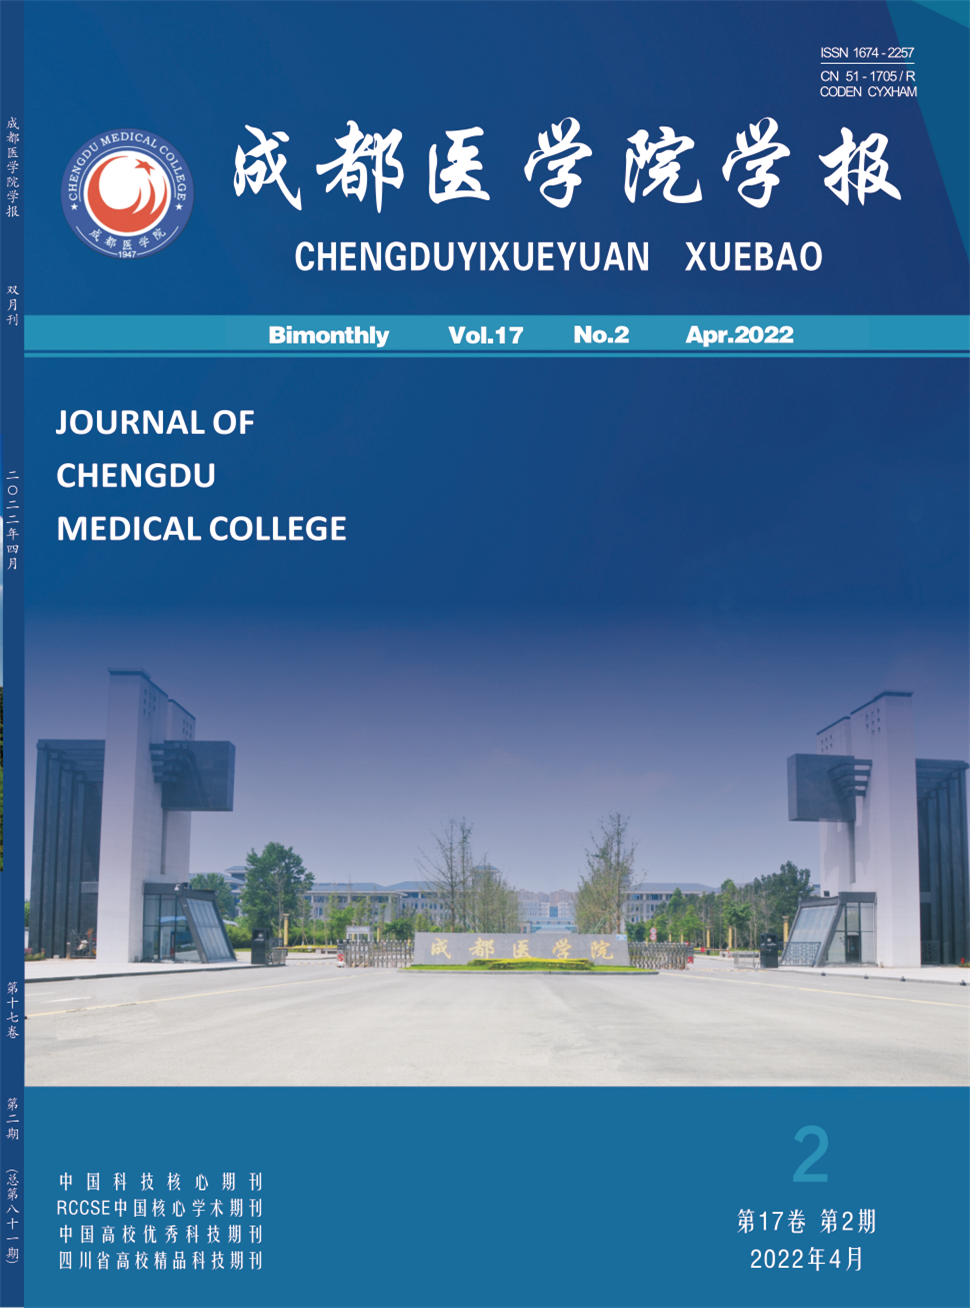 ISSN 1674-2257
CN 51-1705/R
CODEN CYXHAM
成都医学院学报
CHENGDUYIXUEYUAN XUEBAO
CHENGDU MEDICAL COLLEGE
成都医学院
1947
Bimonthly Vol.17 No.2 Apr.2022
JOURNAL OF
CHENGDU
MEDICAL COLLEGE
成都医学院
中国科技核心期刊
RCCSE中国核心学术期刊
中国高校优秀科技期刊
四川省高校精品科技期刊
2
第17卷 第2期
2022年4月
成都医学院学报 双月刊 二〇二二年四月 第十七卷 第二期 (总第八十一期)